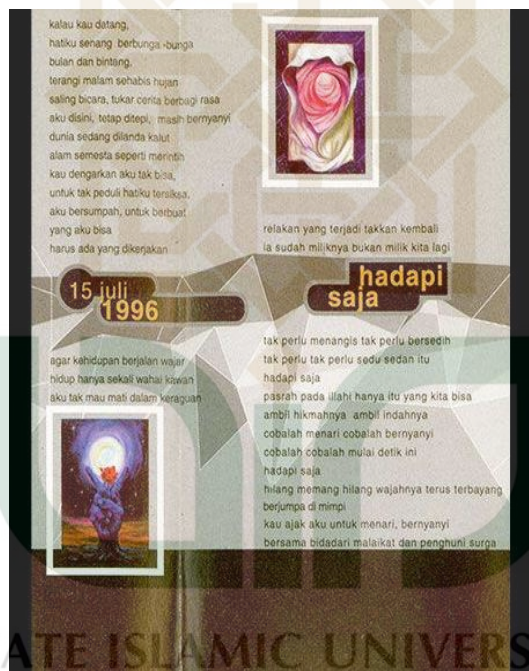 kalau kau datang,
hatiku senang berbunga-bunga
bulan dan bintang,
terangi malam sehabis hujan
saling bicara, tukar cerita berbagi rasa
aku disini, tetap ditepi, masih bernyanyi
dunia sedang dilanda kalut
alam semesta seperti merintih
kau dengarkan aku tak bisa,
untuk tak peduli hatiku tersiksa,
aku bersumpah, untuk berbuat
yang aku bisa
harus ada yang dikerjakan
15 juli
1996
agar kehidupan berjalan wajar
hidup hanya sekali wahai kawan
aku tak mau mati dalam keraguan
relakan yang terjadi takkan kembali
ia sudah miliknya bukan milik kita lagi
hadapi
saja
tak perlu menangis tak perlu bersedih
tak perlu tak perlu sedu sedan itu
hadapi saja
pasrah pada illahi hanya itu yang kita bisa
ambil hikmahnya ambil indahnya
cobalah menari cobalah bernyanyi
cobalah cobalah mulai detik ini
hadapi saja
hilang memang hilang wajahnya terus terbayang
berjumpa di mimpi
kau ajak aku untuk menari, bernyanyi
bersama bidadari malaikat dan penghuni surga
ATE ISLAMIC UNIVERS